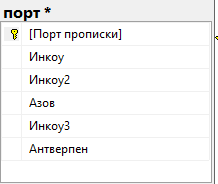 порт *
[Порт прописки]
Инкоу
Инкоу2
Азов
Инкоу3
Антверпен